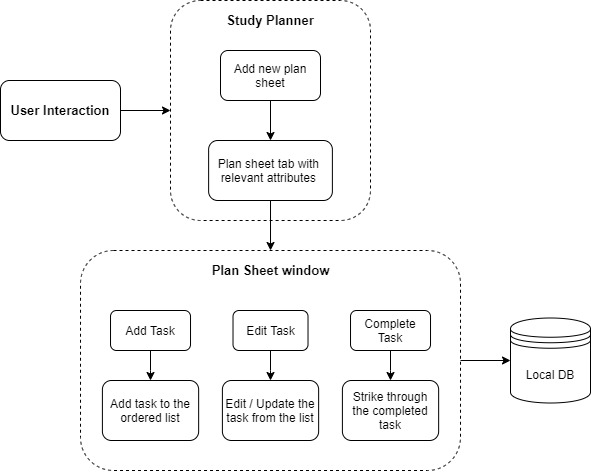 Study Planner
Add new plan
sheet
User Interaction
Plan sheet tab with
relevant attributes
Plan Sheet window
Add Task
Edit Task
Complete
Task
Add task to the
ordered list
Edit / Update the
task from the list
Strike through
the completed
task
Local DB